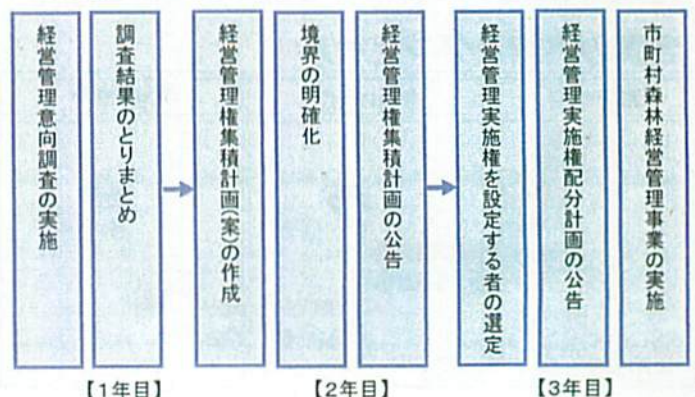 経営管理意向調査の実施
調査結果のとりまとめ
経営管理権集積計画(案)の作成
境界の明確化
経営管理権集積計画の公告
経営管理実施権を設定する者の選定
経営管理実施権配分計画の公告
市町村森林経営管理事業の実施
【1年目】
【2年目】
【3年目】